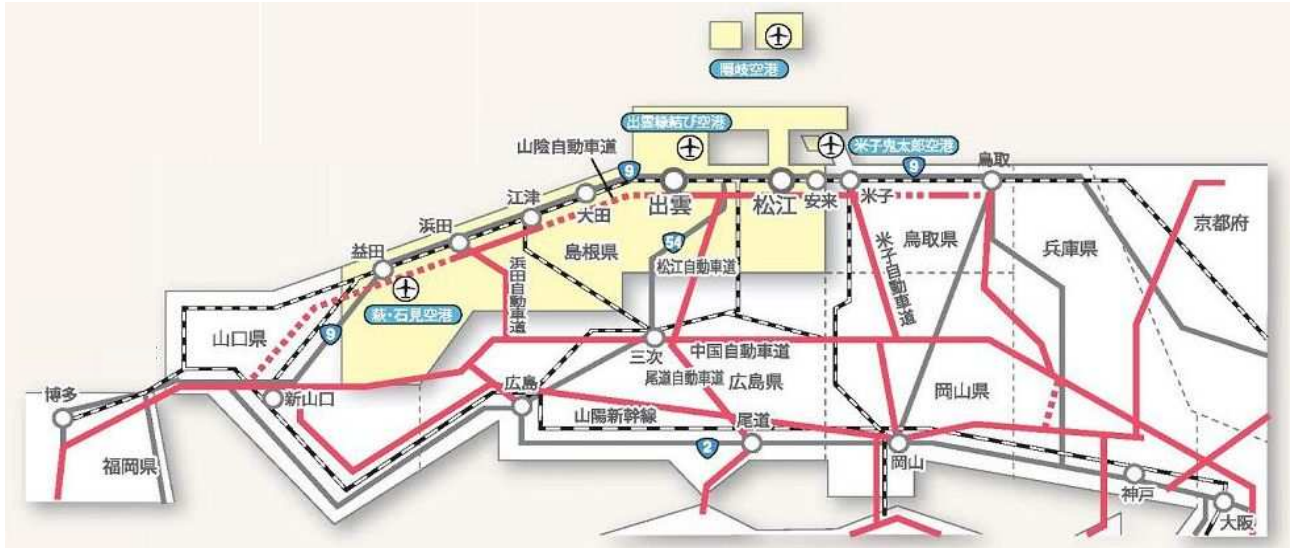 隠岐空港
出雲縁結び空港
米子鬼太郎空港
山陰自動車道
9
9
鳥取
江津
大田
出雲
松江
安来
米子
浜田
益田
島根県
54
松江自動車道
鳥取県
米子自動車道
兵庫県
京都府
浜田自動車道
萩・石見空港
9
山口県
三次
中国自動車道
尾道自動車道
広島県
岡山県
博多
新山口
広島
山陽新幹線
尾道
2
岡山
福岡県
神戸
大阪